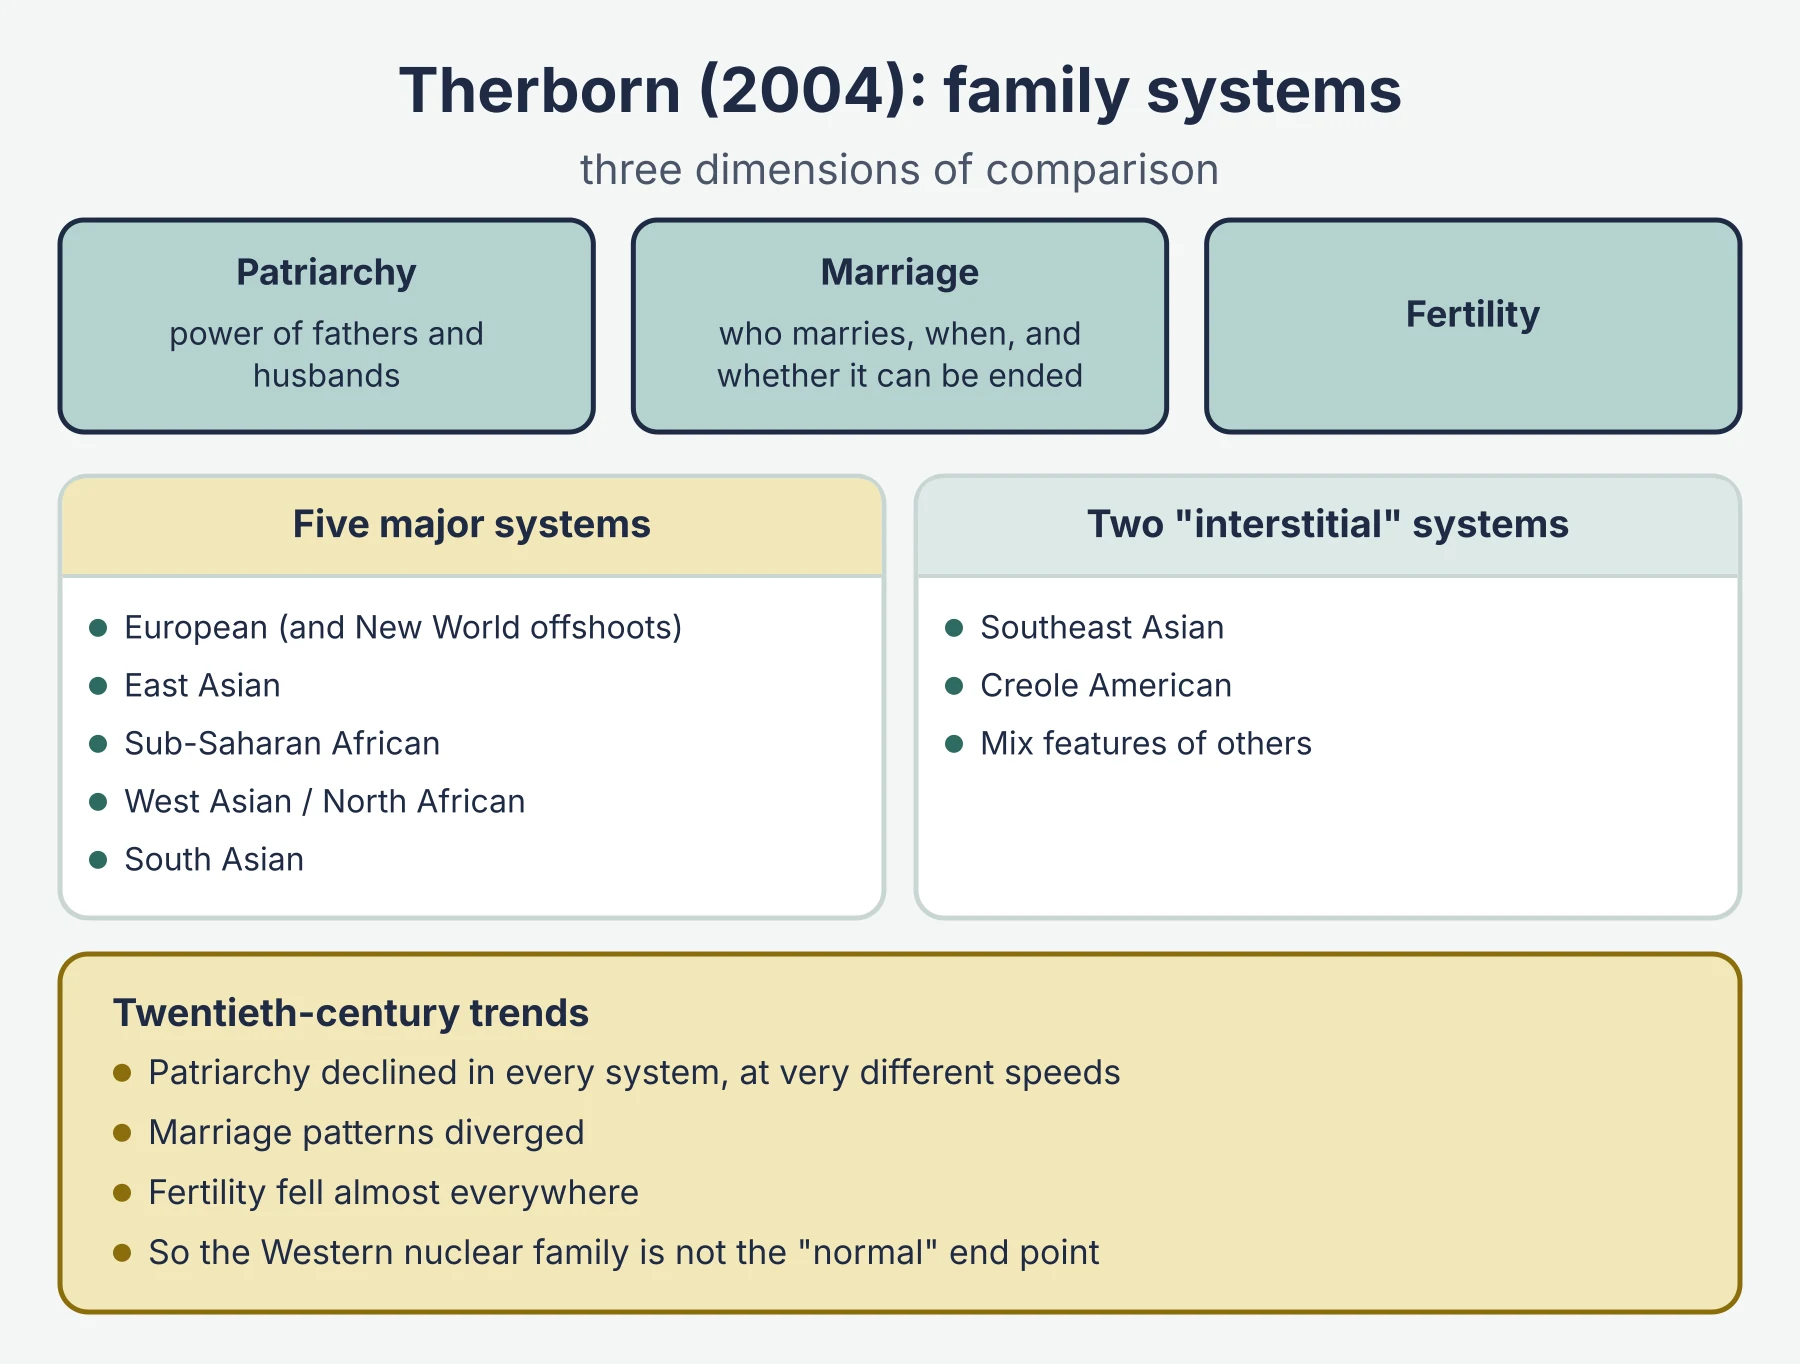 Therborn (2004): family systems
three dimensions of comparison
Patriarchy
power of fathers and
husbands
Marriage
who marries, when, and
whether it can be ended
Fertility
Five major systems
European (and New World offshoots)
East Asian
Sub-Saharan African
West Asian / North African
South Asian
Two "interstitial" systems
Southeast Asian
Creole American
Mix features of others
Twentieth-century trends
Patriarchy declined in every system, at very different speeds
Marriage patterns diverged
Fertility fell almost everywhere
So the Western nuclear family is not the "normal" end point